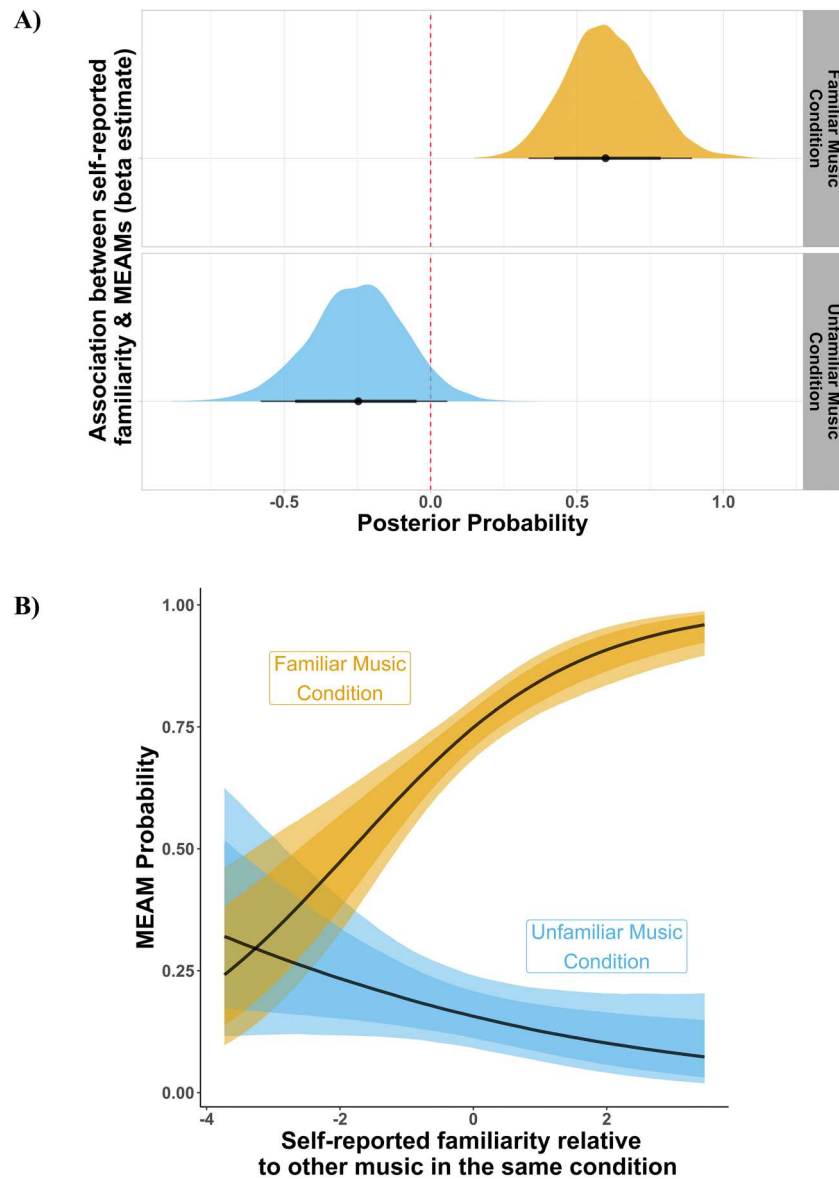 A)
Association between self-reported
familiarity & MEAMs (beta estimate)
Familiar Music
Condition
Unfamiliar Music
Condition
-0.5
0.0
0.5
1.0
Posterior Probability
B)
MEAM Probability
1.00
0.75
0.50
0.25
0.00
Familiar Music
Condition
Unfamiliar Music
Condition
-4
-2
0
2
Self-reported familiarity relative
to other music in the same condition